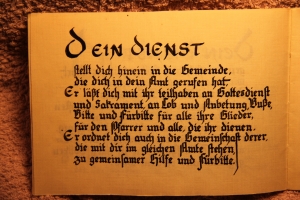 Dein Dienst
stellt dich hinein in die Gemeinde,
die dich in dein Amt gerufen hat.
Er läßt dich mit ihr teilhaben an Gottesdienst
und Sakrament, an Lob und Anbetung, Buße,
Bitte und Fürbitte für alle ihre Glieder,
für den Pfarrer und alle, die ihr dienen.
Er ordnet dich auch in die Gemeinschaft derer,
die mit dir im gleichen Amte stehen,
zu gemeinsamer Hilfe und Fürbitte.